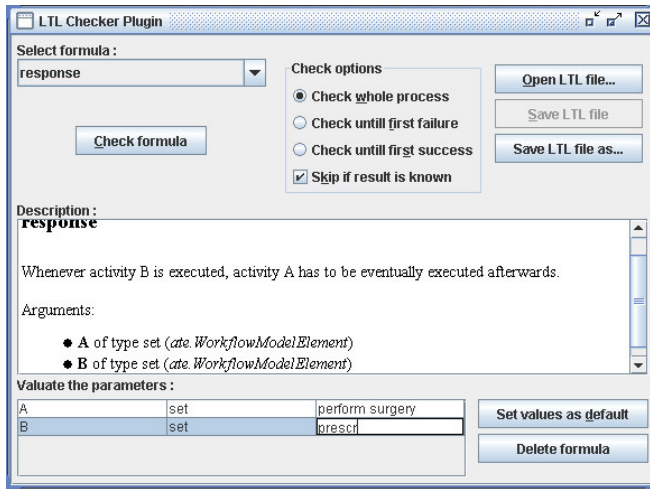 LTL Checker Plugin
Select formula :
response
Check formula
Check options
Check whole process
Check untill first failure
Check untill first success
Skip if result is known
Open LTL file...
Save LTL file
Save LTL file as...
Description :
response
Whenever activity B is executed, activity A has to be eventually executed afterwards.
Arguments:
A of type set (ate.WorkflowModelElement)
B of type set (ate.WorkflowModelElement)
Valuate the parameters :
A set perform surgery
B set prescr
Set values as default
Delete formula